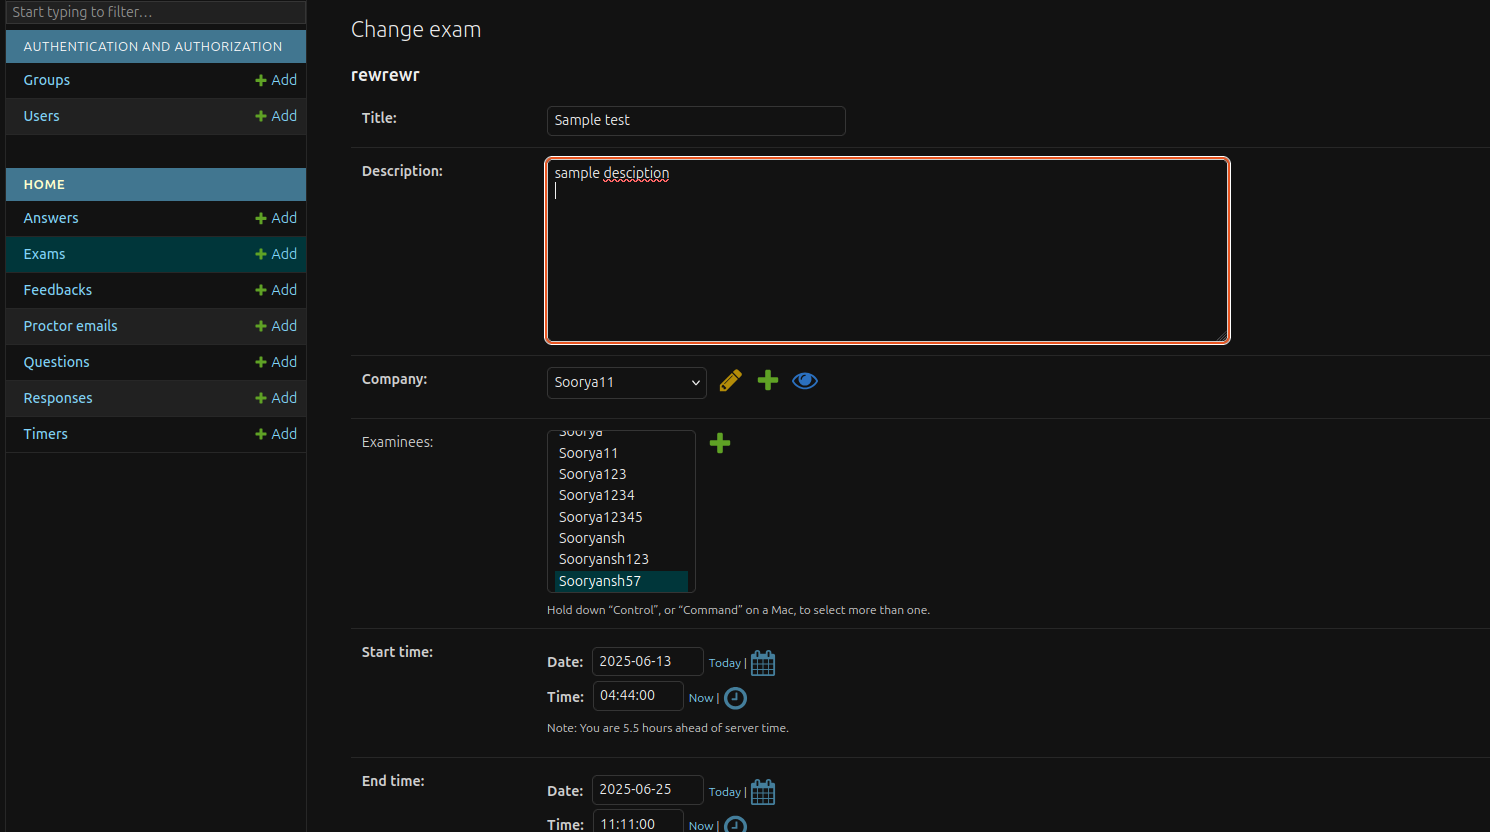 Start typing to filter...
AUTHENTICATION AND AUTHORIZATION
Groups + Add
Users + Add
HOME
Answers + Add
Exams + Add
Feedbacks + Add
Proctor emails + Add
Questions + Add
Responses + Add
Timers + Add
Change exam
rewrewr
Title: Sample test
Description: sample desciption
Company: Soorya11
Examinees:
Soorya
Soorya11
Soorya123
Soorya1234
Soorya12345
Sooryansh
Sooryansh123
Sooryansh57
Hold down “Control”, or “Command” on a Mac, to select more than one.
Start time:
Date: 2025-06-13 Today |
Time: 04:44:00 Now |
Note: You are 5.5 hours ahead of server time.
End time:
Date: 2025-06-25 Today |
Time: 11:11:00 Now |